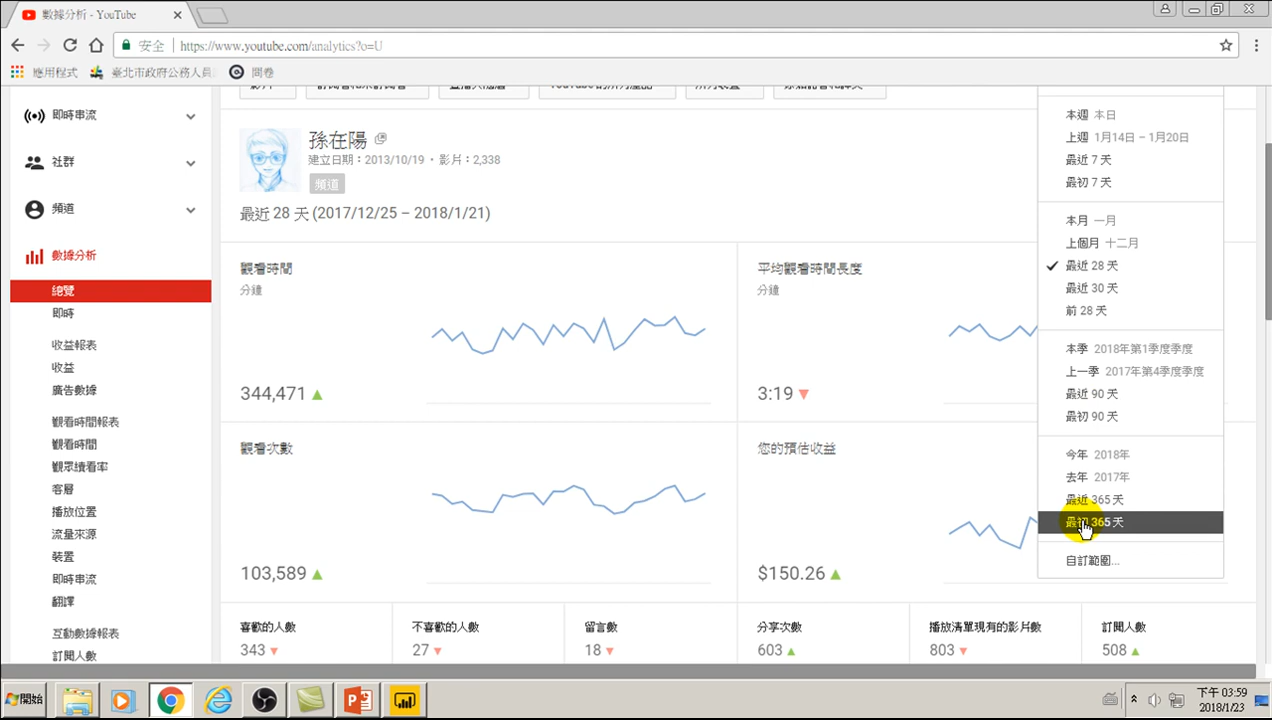 數據分析 - YouTube
安全 https://www.youtube.com/analytics?o=U
應用程式 臺北市政府公務人員 問卷
即時串流
社群
頻道
數據分析
總覽
即時
收益報表
收益
廣告數據
觀看時間報表
觀看時間
觀眾續看率
客層
播放位置
流量來源
裝置
即時串流
翻譯
互動數據報表
訂閱人數
孫在陽
建立日期：2013/10/19 • 影片：2,338
頻道
最近 28 天 (2017/12/25 – 2018/1/21)
觀看時間
分鐘
344,471
平均觀看時間長度
分鐘
3:19
觀看次數
103,589
您的預估收益
$150.26
喜歡的人數
343
不喜歡的人數
27
留言數
18
分享次數
603
播放清單現有的影片數
803
訂閱人數
508
本週 本日
上週 1月14日 – 1月20日
最近 7 天
最初 7 天
本月 一月
上個月 十二月
最近 28 天
最近 30 天
前 28 天
本季 2018年第1季度季度
上一季 2017年第4季度季度
最近 90 天
最初 90 天
今年 2018年
去年 2017年
最近 365 天
最初 365 天
自訂範圍...
開始
下午 03:59
2018/1/23